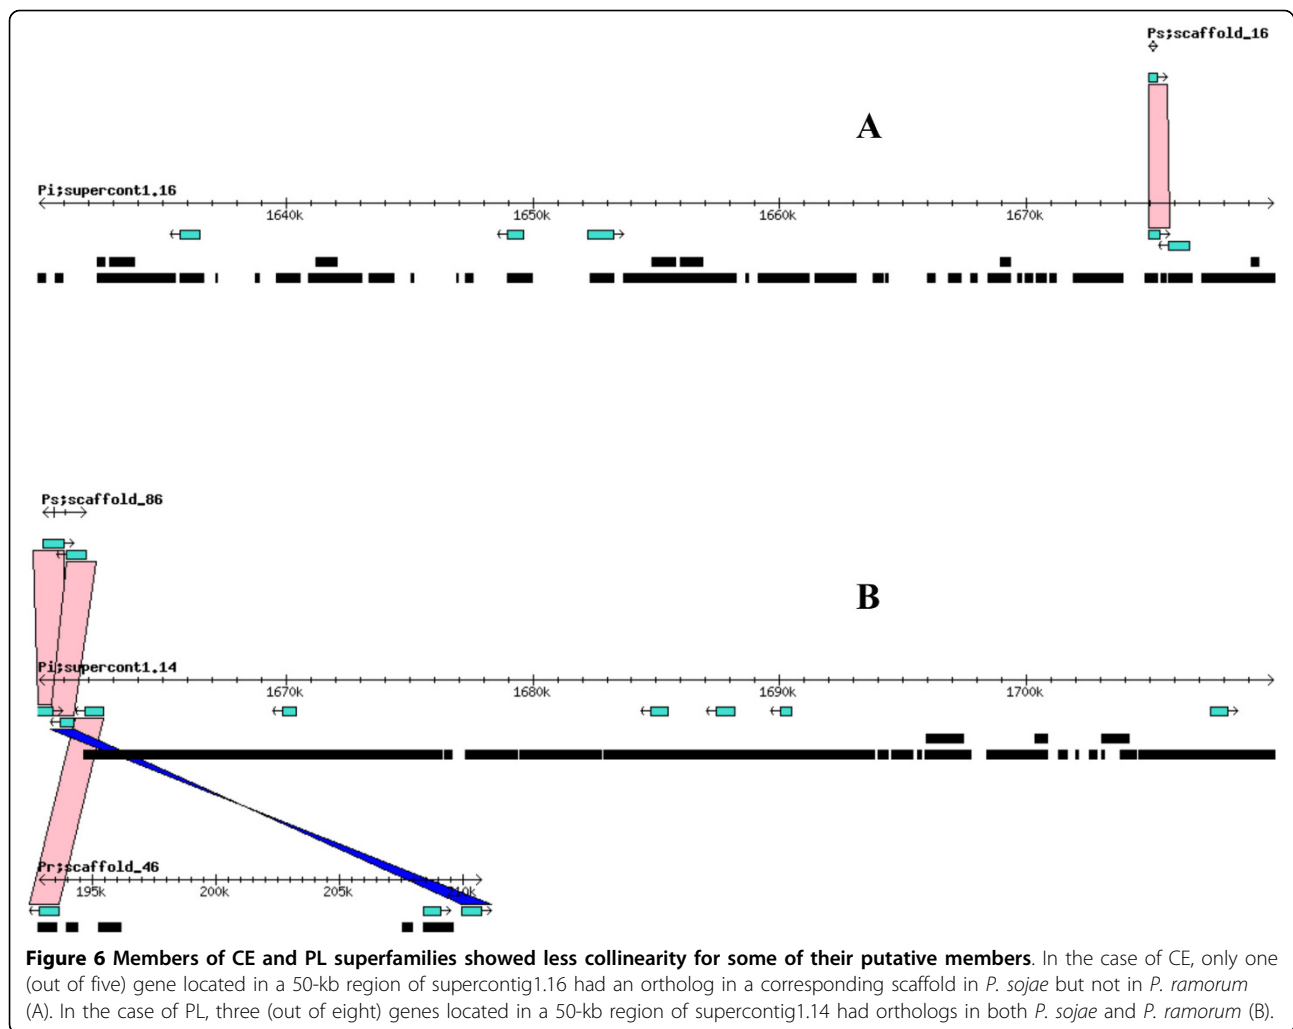 Ps;scaffold_16
A
Pi;supercont1.16
1640k 1650k 1660k 1670k
Ps;scaffold_86
B
Pi;supercont1.14
1670k 1680k 1690k 1700k
Pr;scaffold_46
195k 200k 205k
Figure 6 Members of CE and PL superfamilies showed less collinearity for some of their putative members. In the case of CE, only one
(out of five) gene located in a 50-kb region of supercontig1.16 had an ortholog in a corresponding scaffold in P. sojae but not in P. ramorum
(A). In the case of PL, three (out of eight) genes located in a 50-kb region of supercontig1.14 had orthologs in both P. sojae and P. ramorum (B).